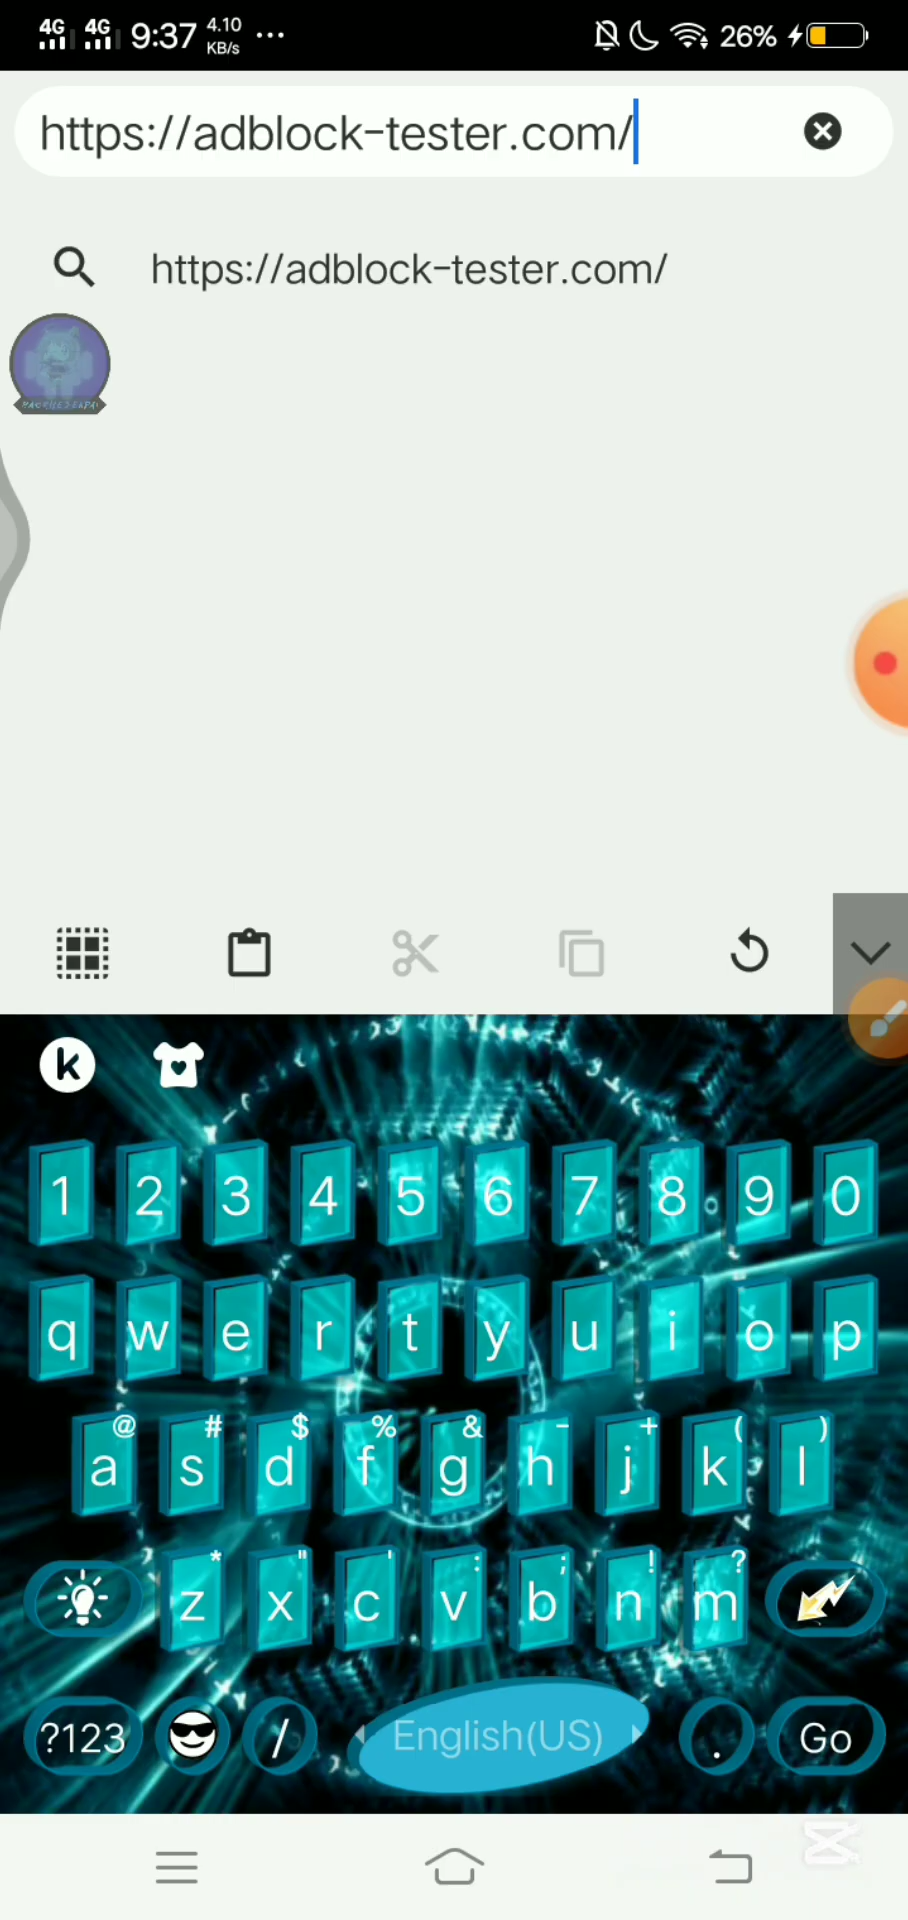 4G 4G 9:37 4.10 KB/s ... 26%
https://adblock-tester.com/
https://adblock-tester.com/
k
1 2 3 4 5 6 7 8 9 0
q w e r t y u i o p
@ # $ % & - + ( )
a s d f g h j k l
* " ' : ; ! ?
z x c v b n m
?123 / English(US) . Go